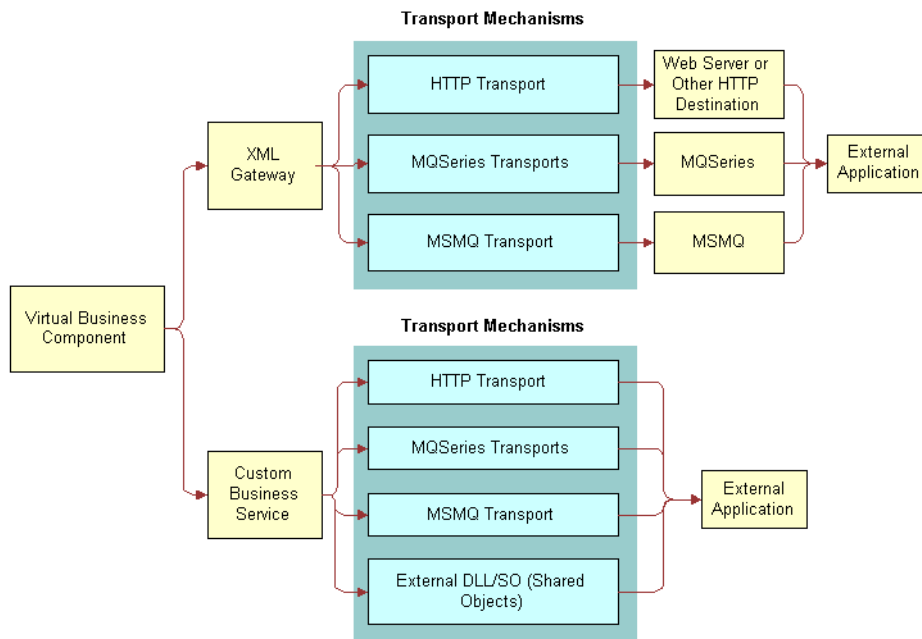 Transport Mechanisms
HTTP Transport
Web Server or
Other HTTP
Destination
XML
Gateway
MQSeries Transports
MQSeries
External
Application
MSMQ Transport
MSMQ
Virtual Business
Component
Transport Mechanisms
HTTP Transport
MQSeries Transports
Custom
Business
Service
MSMQ Transport
External
Application
External DLL/SO (Shared
Objects)